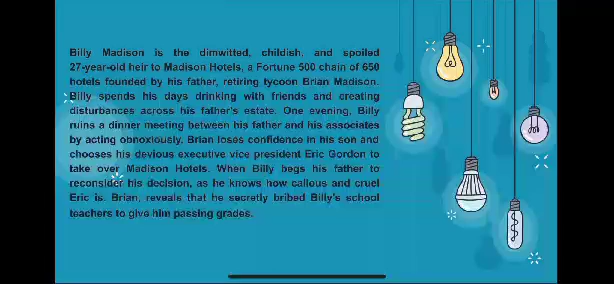 Billy Madison is the dimwitted, childish, and spoiled
27-year-old heir to Madison Hotels, a Fortune 500 chain of 650
hotels founded by his father, retiring tycoon Brian Madison.
Billy spends his days drinking with friends and creating
disturbances across his father's estate. One evening, Billy
ruins a dinner meeting between his father and his associates
by acting obnoxiously. Brian loses confidence in his son and
chooses his devious executive vice president Eric Gordon to
take over Madison Hotels. When Billy begs his father to
reconsider his decision, as he knows how callous and cruel
Eric is. Brian, reveals that he secretly bribed Billy's school
teachers to give him passing grades.